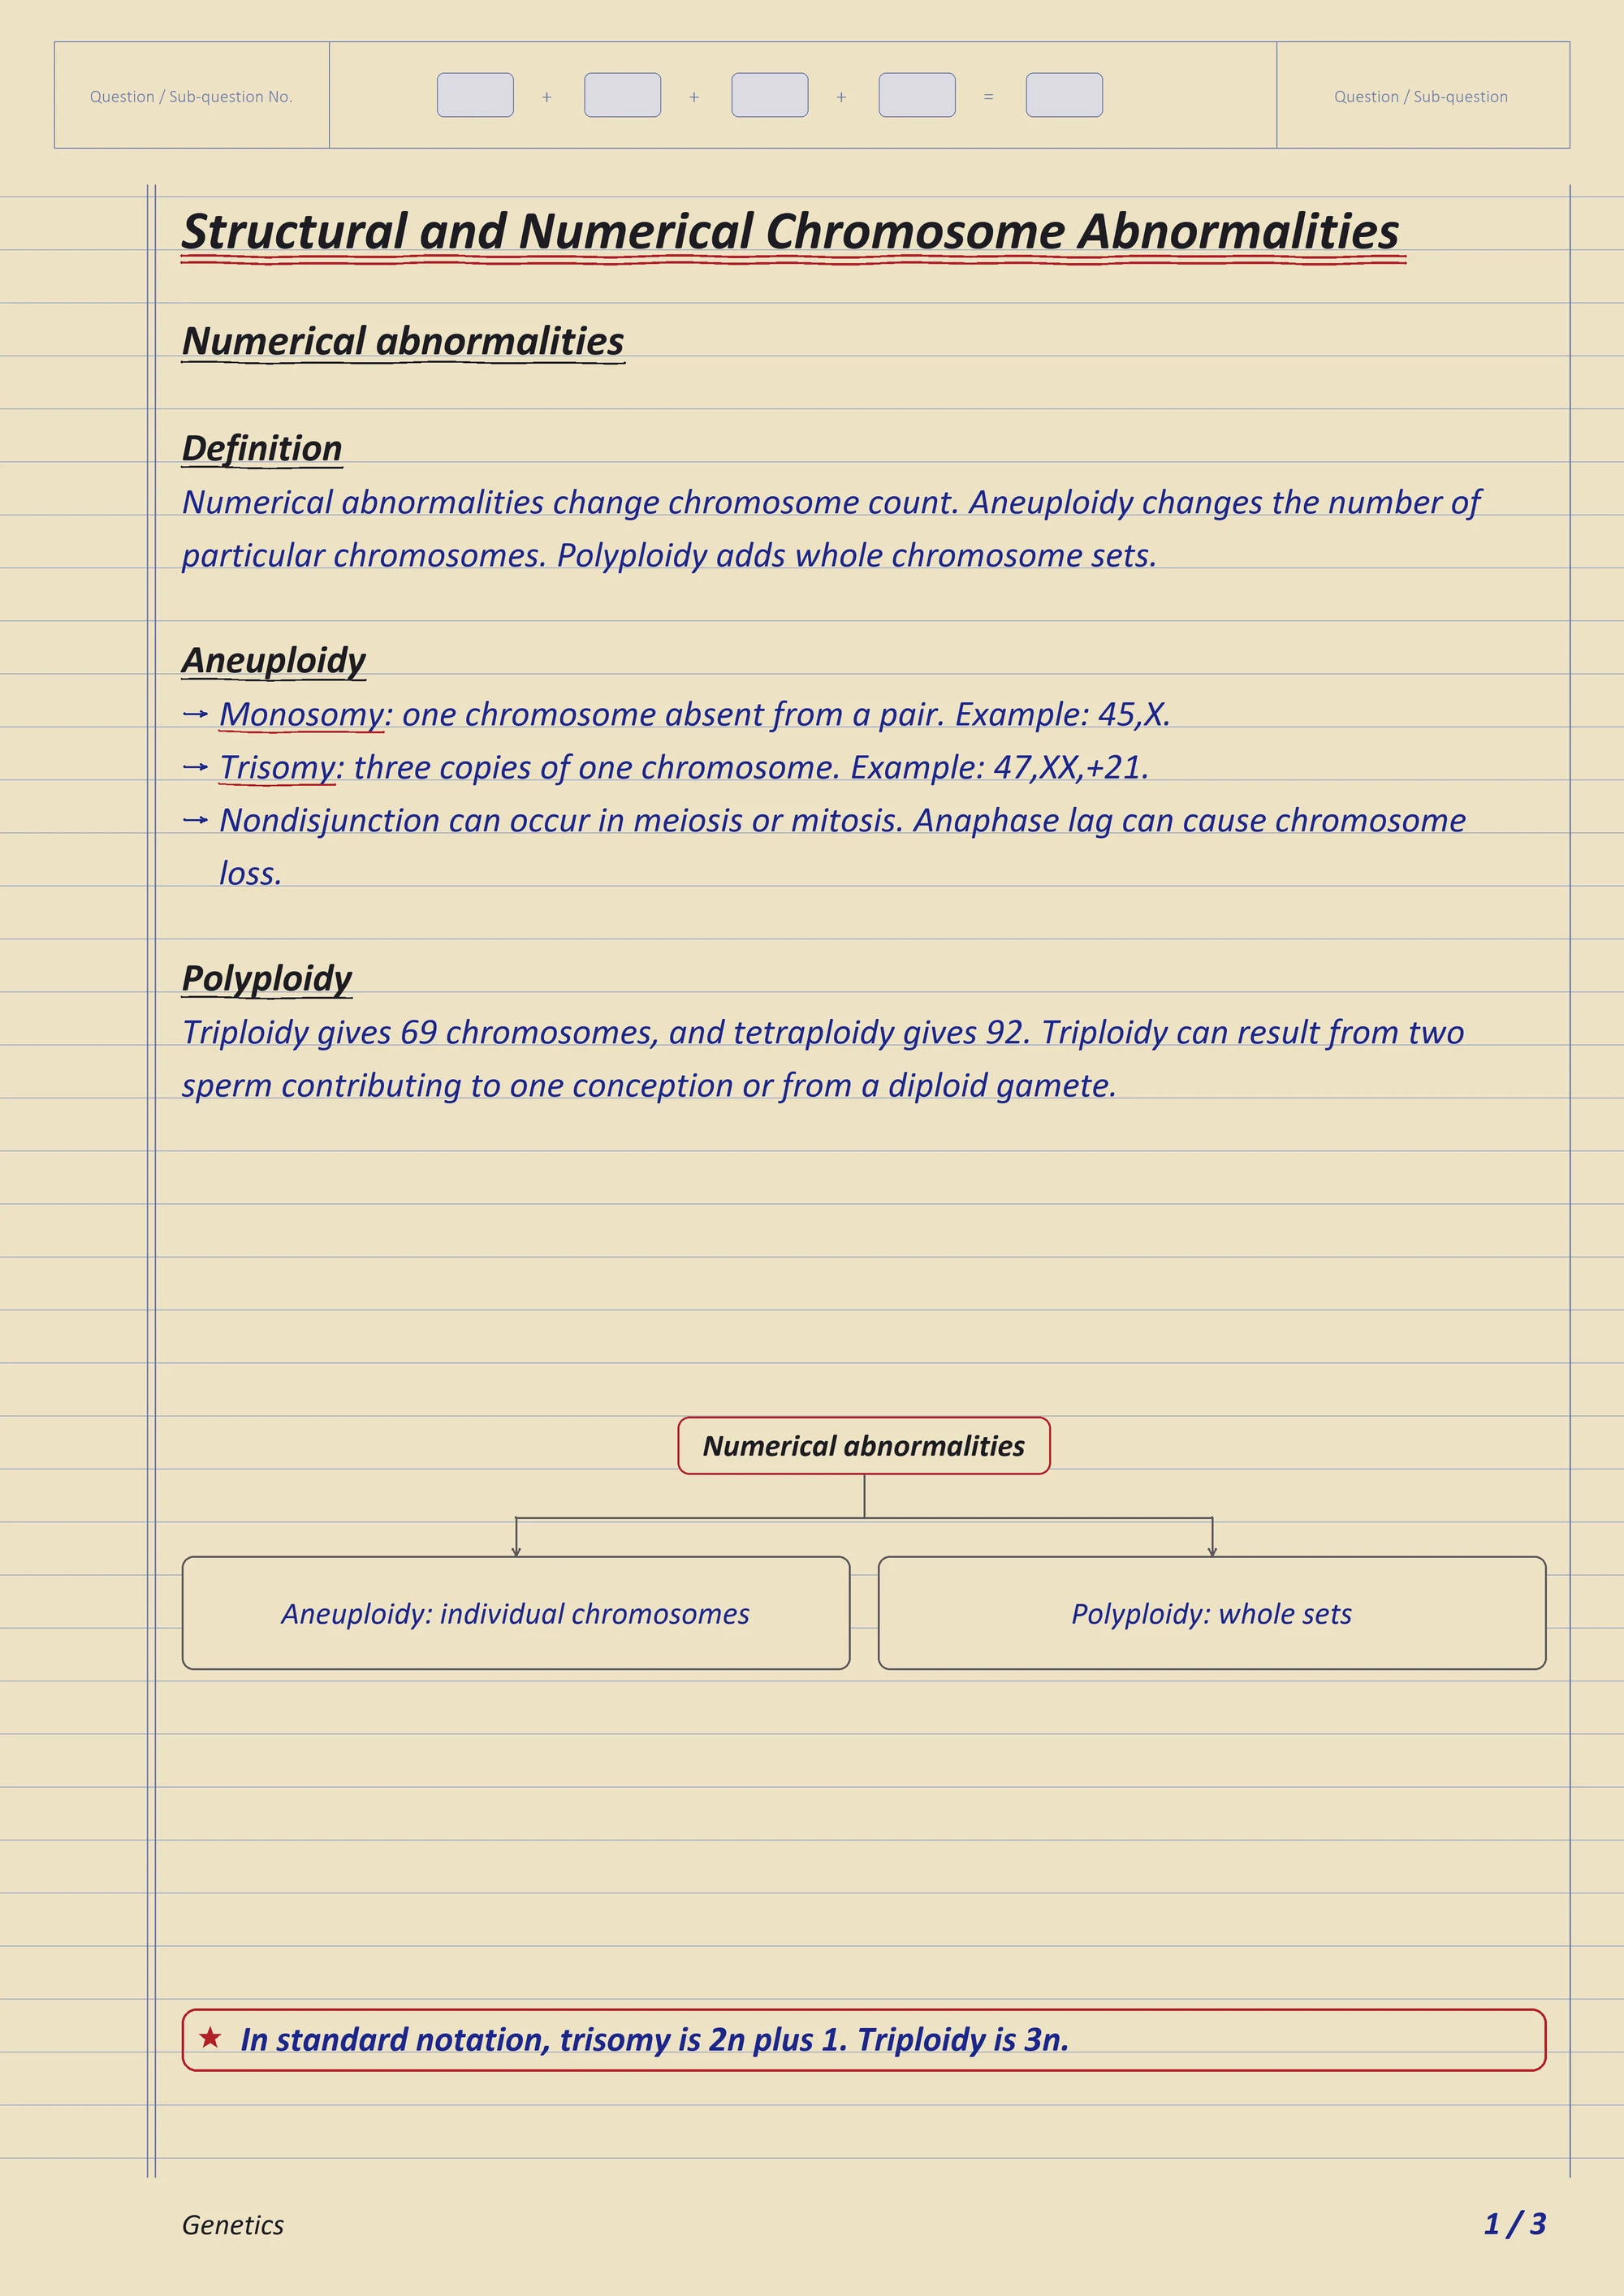 Question / Sub-question No.
+ + + =
Question / Sub-question
Structural and Numerical Chromosome Abnormalities
Numerical abnormalities
Definition
Numerical abnormalities change chromosome count. Aneuploidy changes the number of
particular chromosomes. Polyploidy adds whole chromosome sets.
Aneuploidy
→ Monosomy: one chromosome absent from a pair. Example: 45,X.
→ Trisomy: three copies of one chromosome. Example: 47,XX,+21.
→ Nondisjunction can occur in meiosis or mitosis. Anaphase lag can cause chromosome
loss.
Polyploidy
Triploidy gives 69 chromosomes, and tetraploidy gives 92. Triploidy can result from two
sperm contributing to one conception or from a diploid gamete.
Numerical abnormalities
Aneuploidy: individual chromosomes
Polyploidy: whole sets
★ In standard notation, trisomy is 2n plus 1. Triploidy is 3n.
Genetics
1 / 3